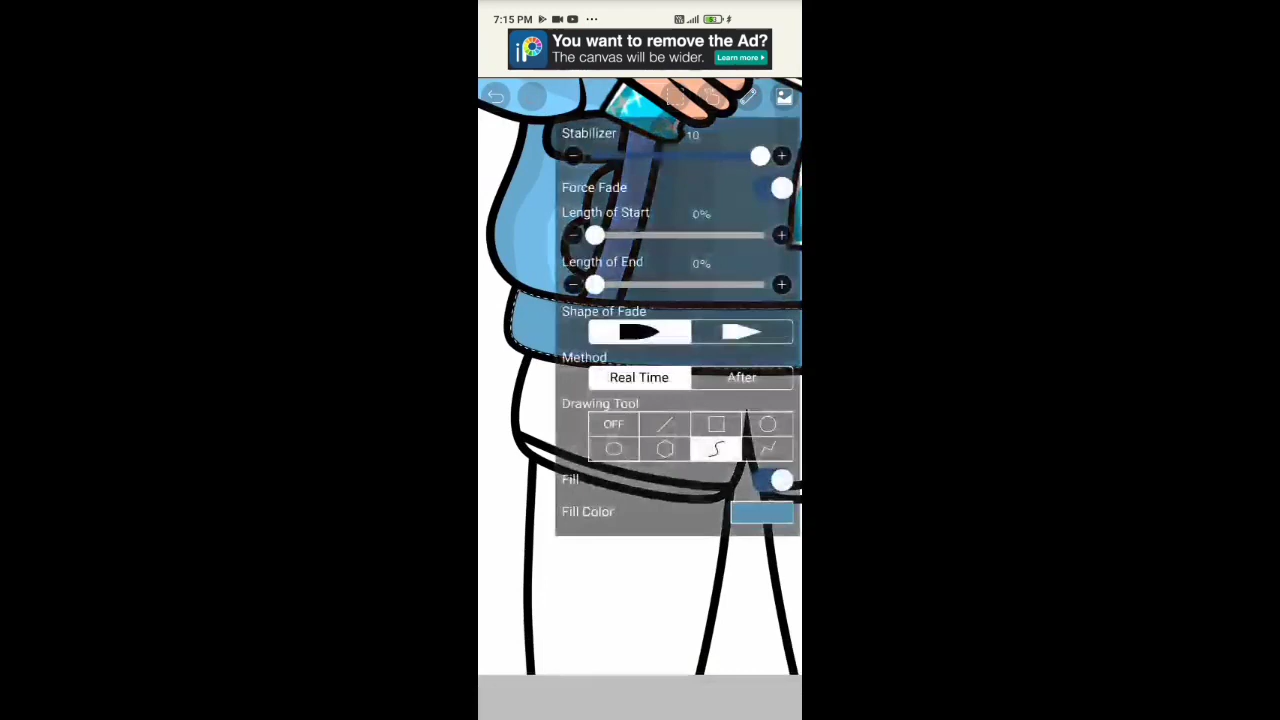 7:15 PM
You want to remove the Ad?
The canvas will be wider.
Learn more
iP
Stabilizer 10
Force Fade
Length of Start 0%
Length of End 0%
Shape of Fade
Method
Real Time After
Drawing Tool
OFF
Fill
Fill Color